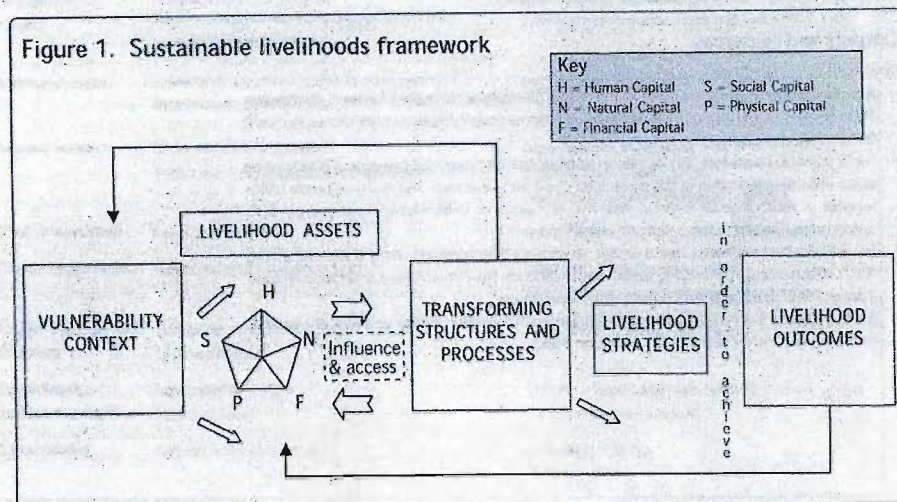 Figure 1. Sustainable livelihoods framework
Key
H = Human Capital S = Social Capital
N = Natural Capital P = Physical Capital
F = Financial Capital
LIVELIHOOD ASSETS
VULNERABILITY
CONTEXT
H
S
N
P
F
Influence
& access
TRANSFORMING
STRUCTURES AND
PROCESSES
LIVELIHOOD
STRATEGIES
in order to achieve
LIVELIHOOD
OUTCOMES